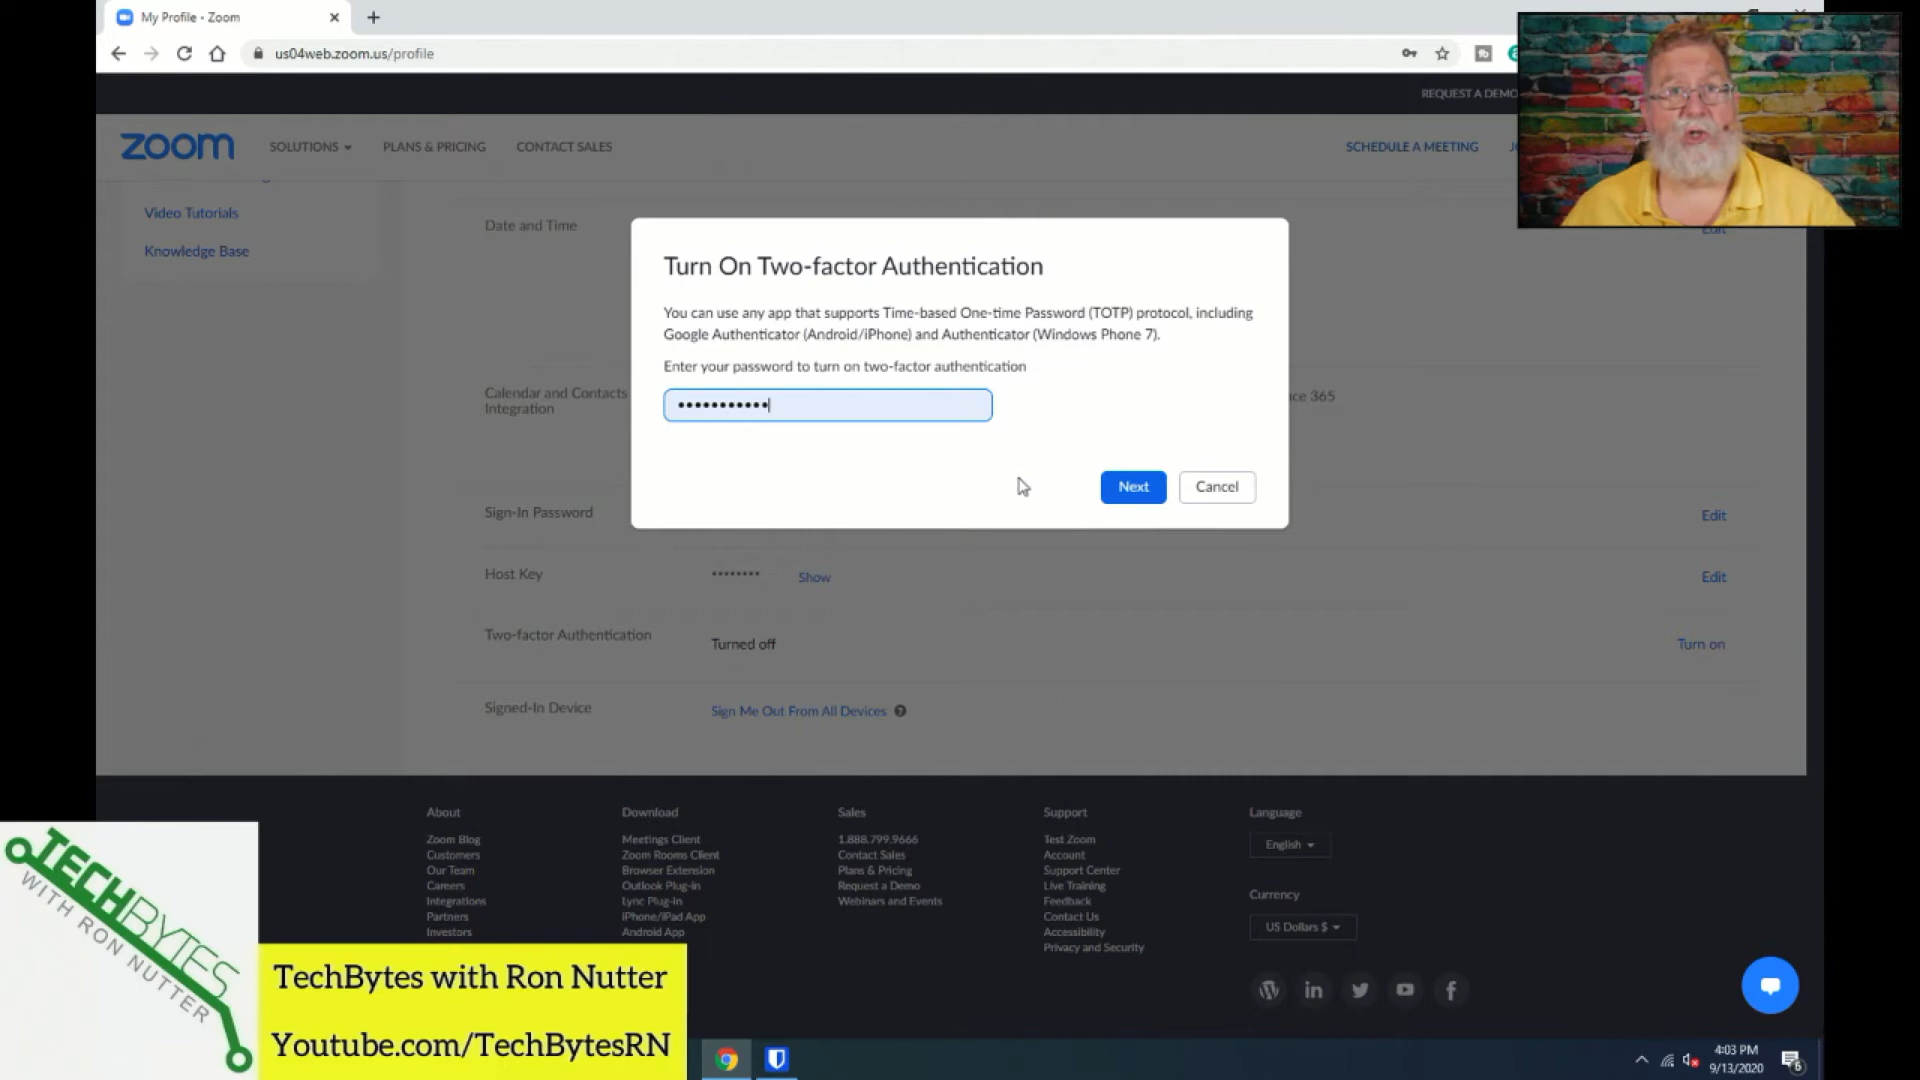 My Profile - Zoom
us04web.zoom.us/profile
REQUEST A DEMO
zoom
SOLUTIONS
PLANS & PRICING
CONTACT SALES
SCHEDULE A MEETING
Video Tutorials
Knowledge Base
Date and Time
Edit
Turn On Two-factor Authentication
You can use any app that supports Time-based One-time Password (TOTP) protocol, including
Google Authenticator (Android/iPhone) and Authenticator (Windows Phone 7).
Enter your password to turn on two-factor authentication
•••••••••••
Next
Cancel
Calendar and Contacts
Integration
365
Sign-In Password
Edit
Host Key
********
Show
Edit
Two-factor Authentication
Turned off
Turn on
Signed-In Device
Sign Me Out From All Devices
About
Zoom Blog
Customers
Our Team
Careers
Integrations
Partners
Investors
Download
Meetings Client
Zoom Rooms Client
Browser Extension
Outlook Plug-in
Lync Plug-in
iPhone/iPad App
Android App
Sales
1.888.799.9666
Contact Sales
Plans & Pricing
Request a Demo
Webinars and Events
Support
Test Zoom
Account
Support Center
Live Training
Feedback
Contact Us
Accessibility
Privacy and Security
Language
English
Currency
US Dollars $
TECHBYTES
WITH RON NUTTER
TechBytes with Ron Nutter
Youtube.com/TechBytesRN
4:03 PM
9/13/2020
6